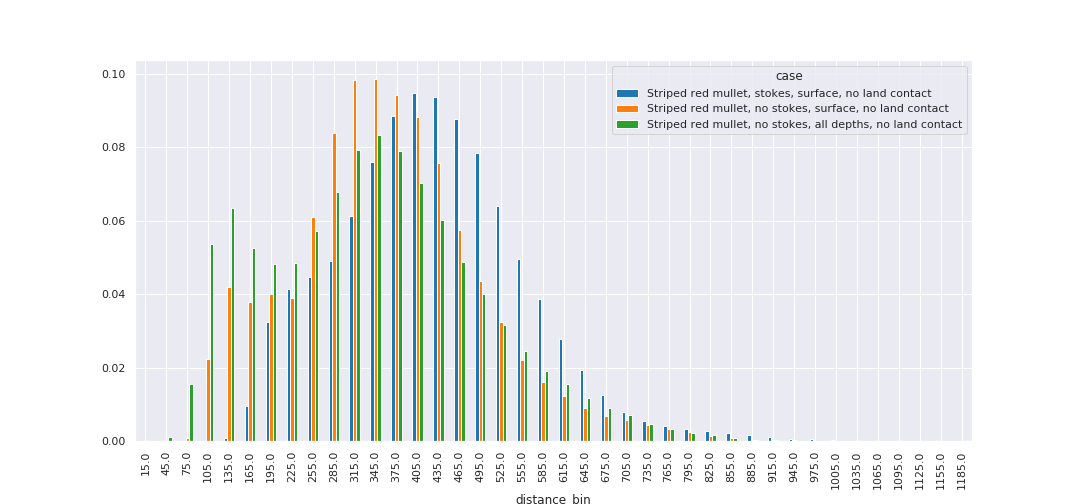 case
Striped red mullet, stokes, surface, no land contact
Striped red mullet, no stokes, surface, no land contact
Striped red mullet, no stokes, all depths, no land contact
0.10
0.08
0.06
0.04
0.02
0.00
15.0 45.0 75.0 105.0 135.0 165.0 195.0 225.0 255.0 285.0 315.0 345.0 375.0 405.0 435.0 465.0 495.0 525.0 555.0 585.0 615.0 645.0 675.0 705.0 735.0 765.0 795.0 825.0 855.0 885.0 915.0 945.0 975.0 1005.0 1035.0 1065.0 1095.0 1125.0 1155.0 1185.0
distance_bin